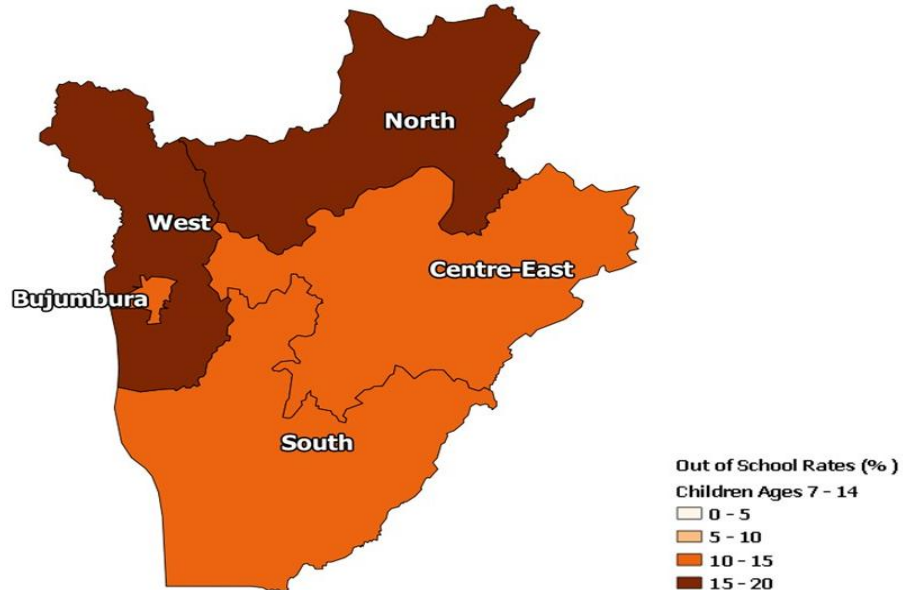 North
West
Centre-East
Bujumbura
South
Out of School Rates (% )
Children Ages 7 - 14
0 - 5
5 - 10
10 - 15
15 - 20